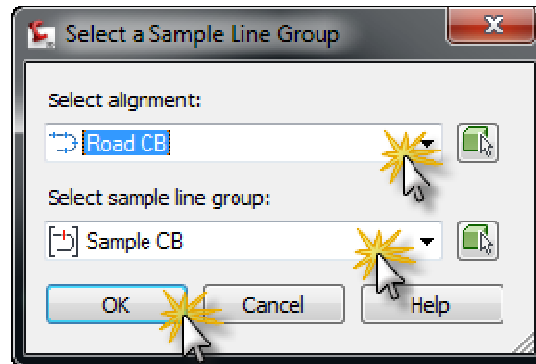 Select a Sample Line Group
Select alignment:
Road CB
Select sample line group:
Sample CB
OK
Cancel
Help